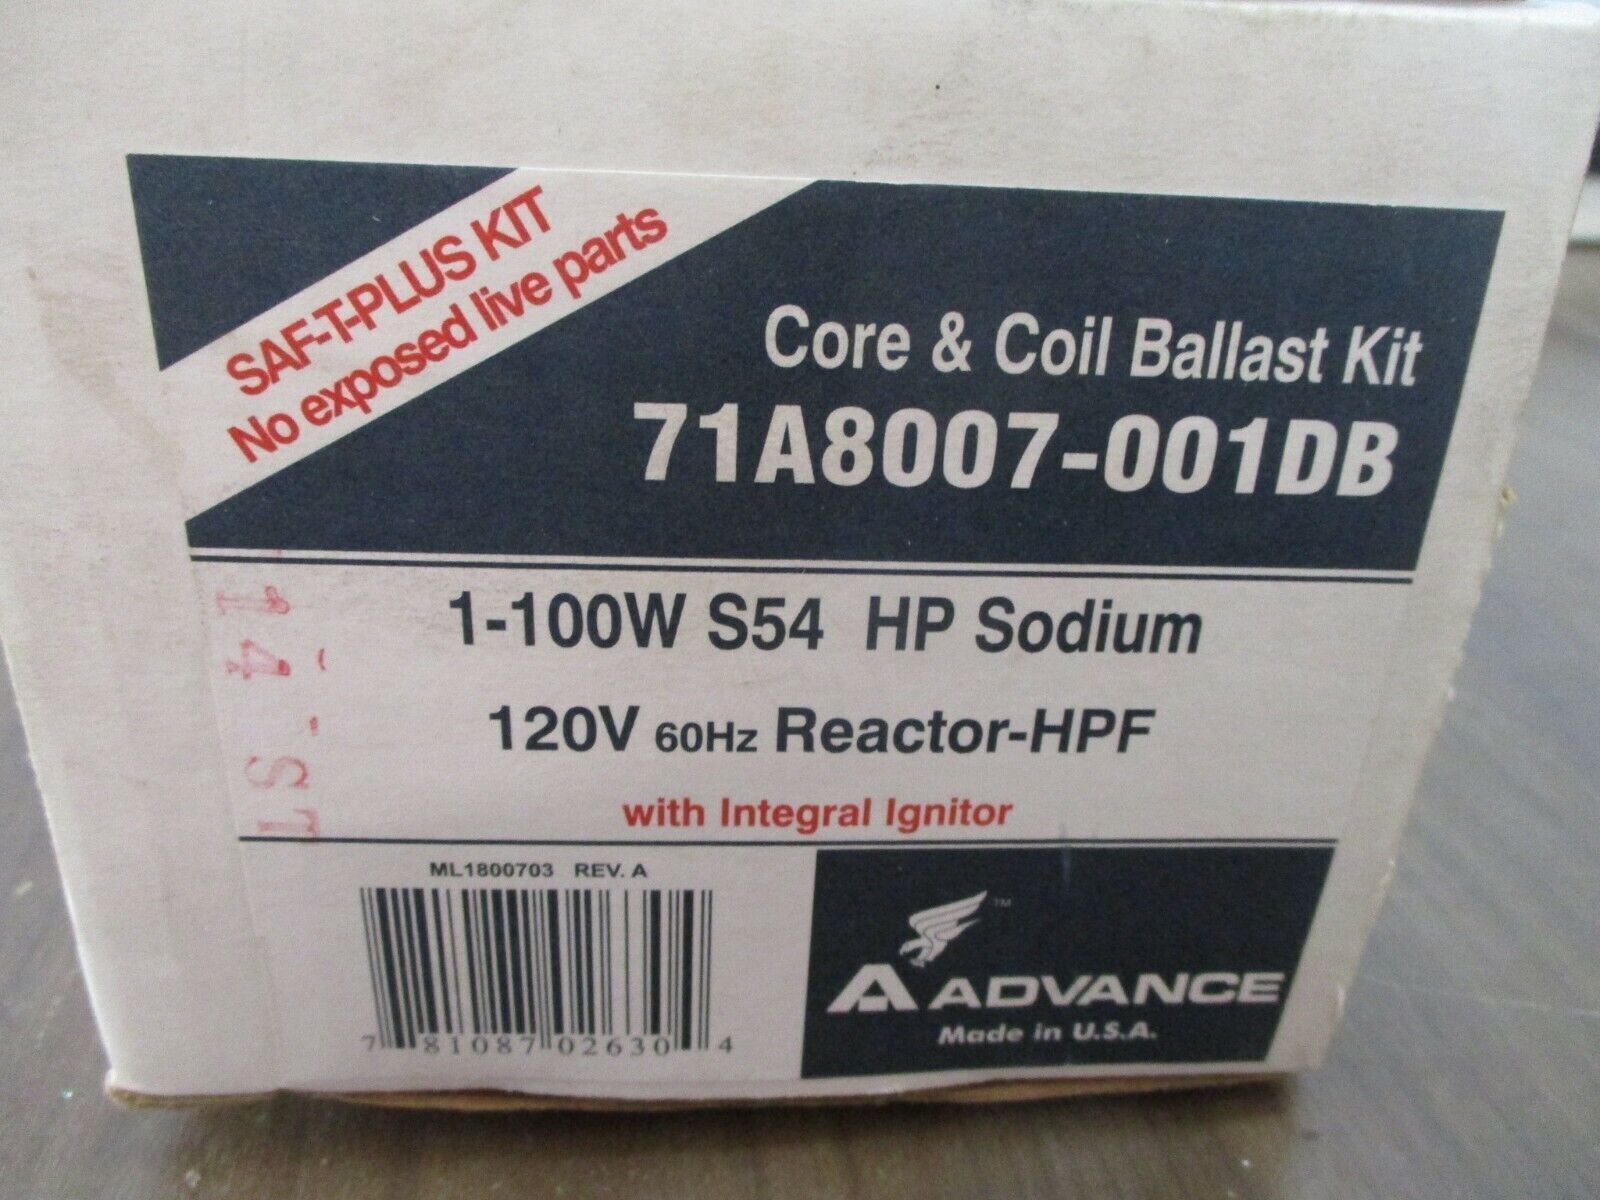 SAF-T-PLUS KIT
No exposed live parts
Core & Coil Ballast Kit
71A8007-001DB
1-100W S54 HP Sodium
120V 60Hz Reactor-HPF
with Integral Ignitor
ML1800703 REV. A
7 81087 02630 4
™
A ADVANCE
Made in U.S.A.